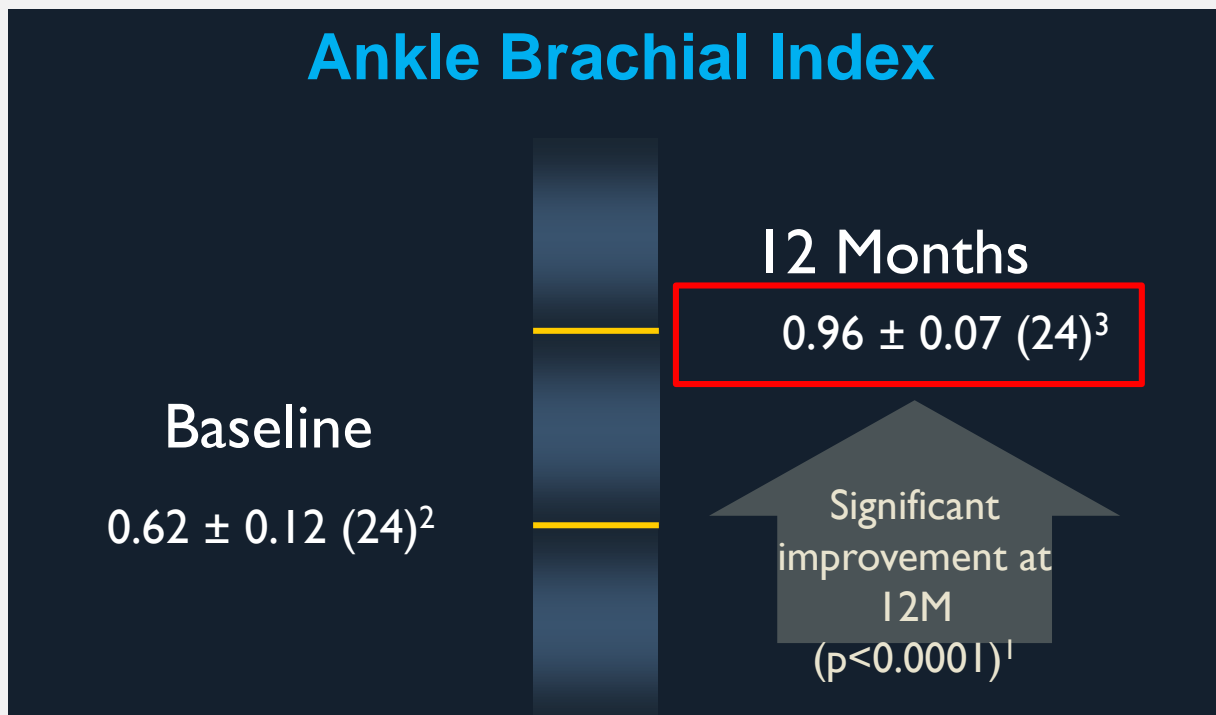 Ankle Brachial Index
12 Months
0.96 ± 0.07 (24)³
Baseline
0.62 ± 0.12 (24)²
Significant
improvement at
12M
(p<0.0001)¹